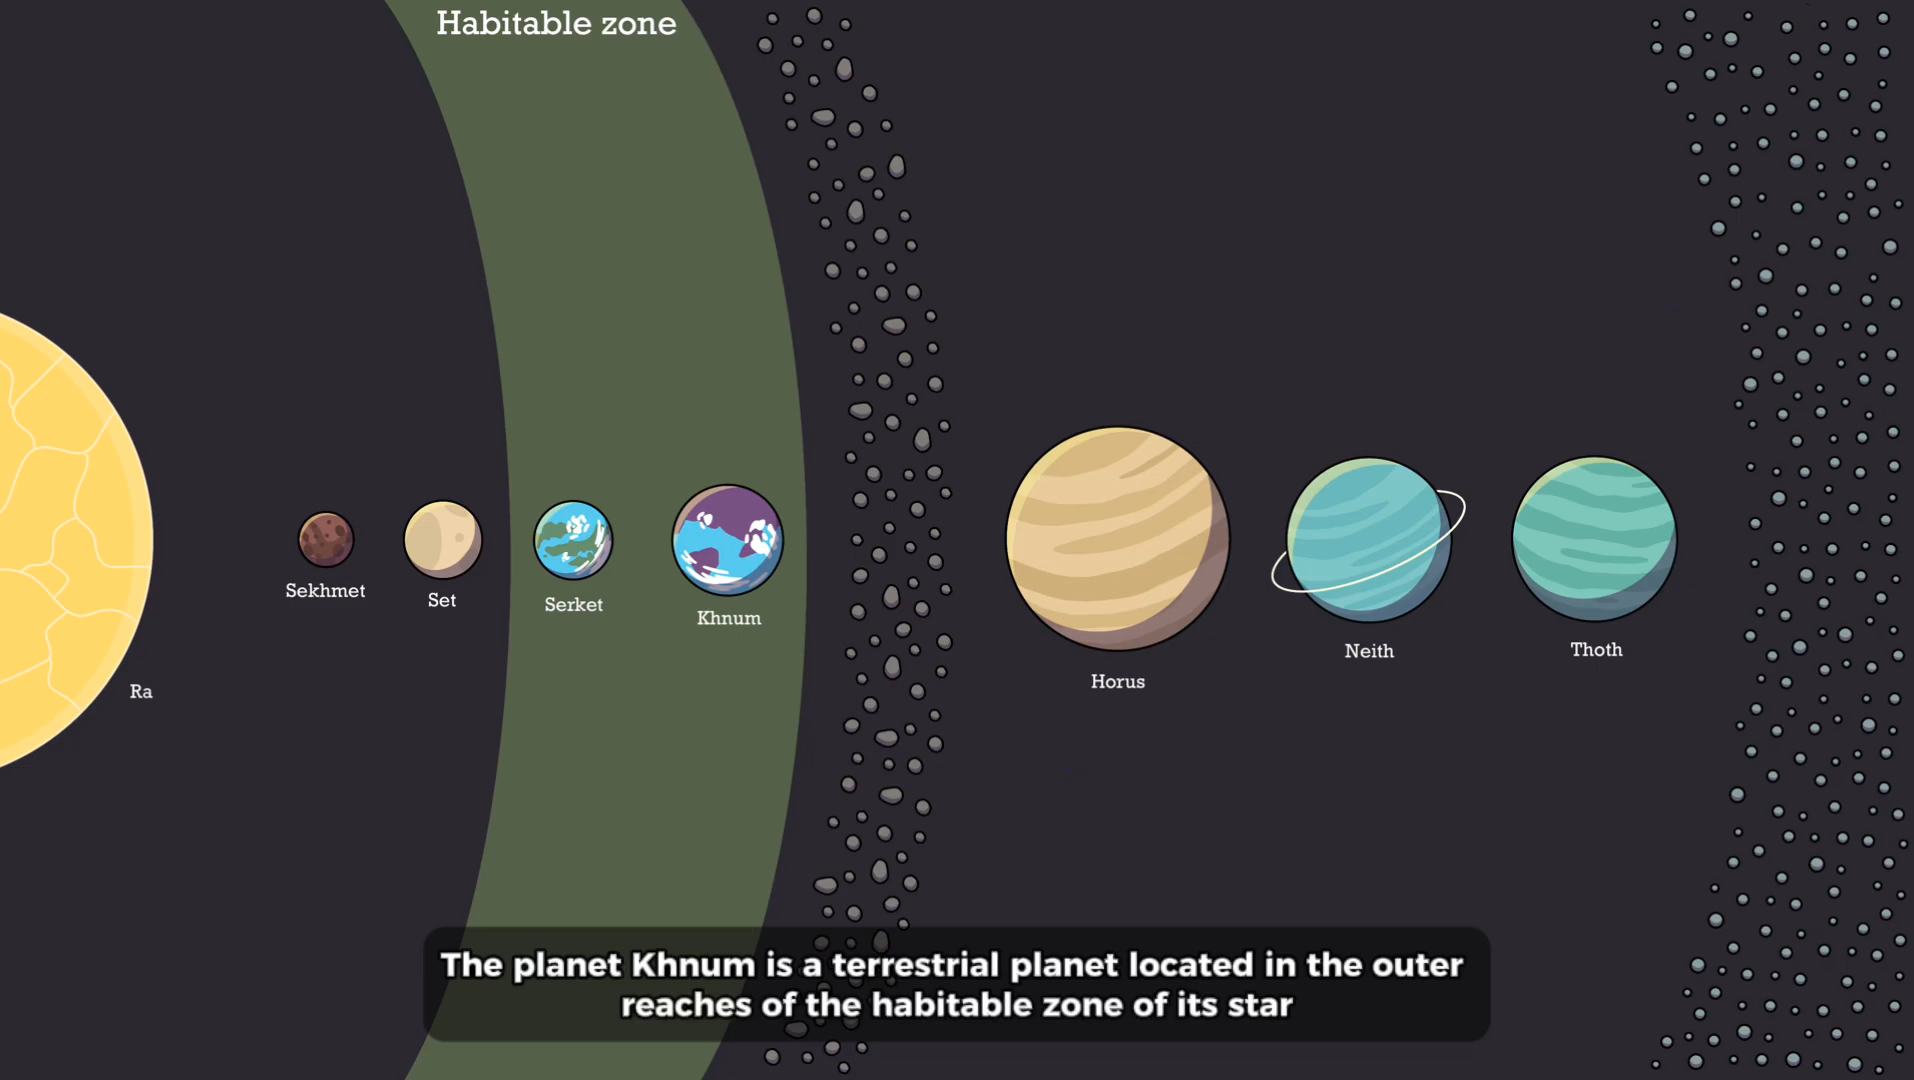 Habitable zone
Ra
Sekhmet
Set
Serket
Khnum
Horus
Neith
Thoth
The planet Khnum is a terrestrial planet located in the outer
reaches of the habitable zone of its star